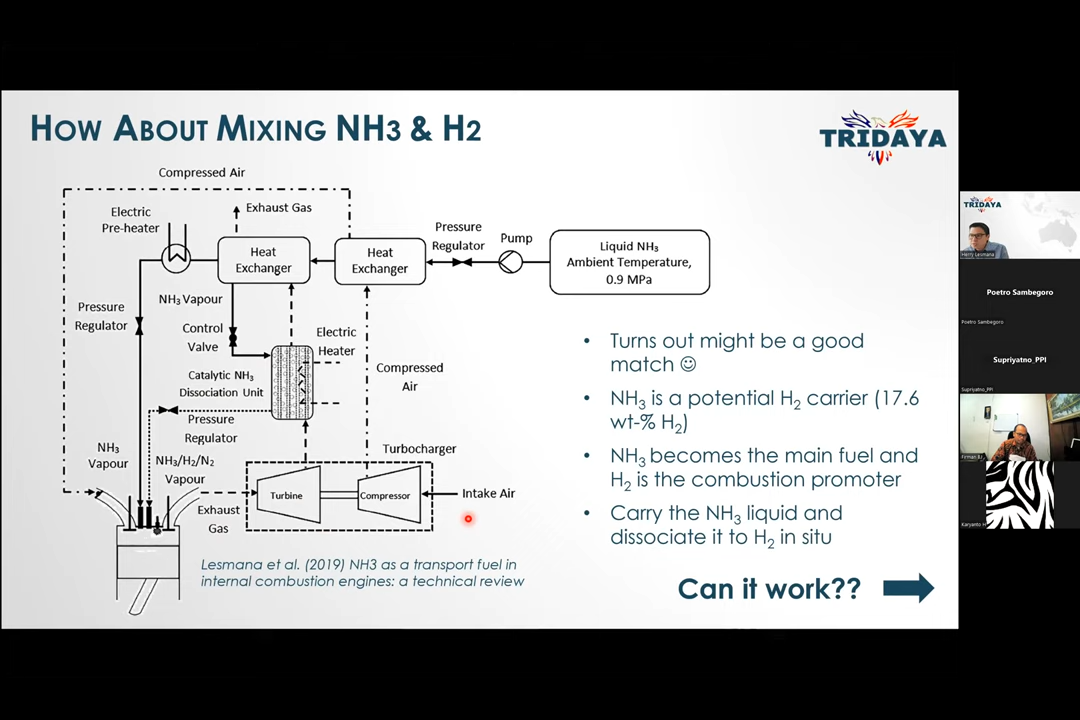 HOW ABOUT MIXING NH3 & H2
TRIDAYA
Compressed Air
Electric
Pre-heater
Exhaust Gas
Heat
Exchanger
Heat
Exchanger
Pressure
Regulator
Pump
Liquid NH₃
Ambient Temperature,
0.9 MPa
NH₃ Vapour
Pressure
Regulator
Control
Valve
Electric
Heater
Catalytic NH₃
Dissociation Unit
Compressed
Air
Pressure
Regulator
NH₃
Vapour
NH₃/H₂/N₂
Vapour
Turbocharger
Turbine
Compressor
Intake Air
Exhaust
Gas
Lesmana et al. (2019) NH3 as a transport fuel in
internal combustion engines: a technical review
• Turns out might be a good
match ☺
• NH₃ is a potential H₂ carrier (17.6
wt-% H₂)
• NH₃ becomes the main fuel and
H₂ is the combustion promoter
• Carry the NH₃ liquid and
dissociate it to H₂ in situ
Can it work??
TRIDAYA
Herry Lesmana
Poetro Sambegoro
Poetro Sambegoro
Supriyatno_PPI
Supriyatno_PPI